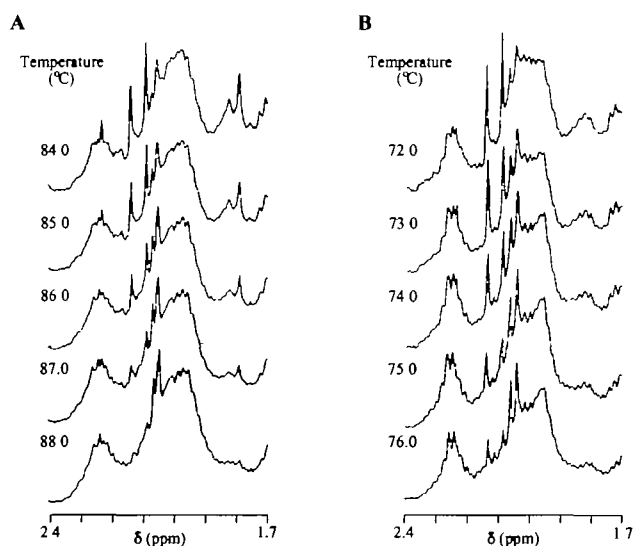 A
Temperature
(°C)
84 0
85 0
86 0
87.0
88 0
2 4
1.7
δ (ppm)
B
Temperature
(°C)
72 0
73 0
74 0
75 0
76.0
2.4
1 7
δ (ppm)